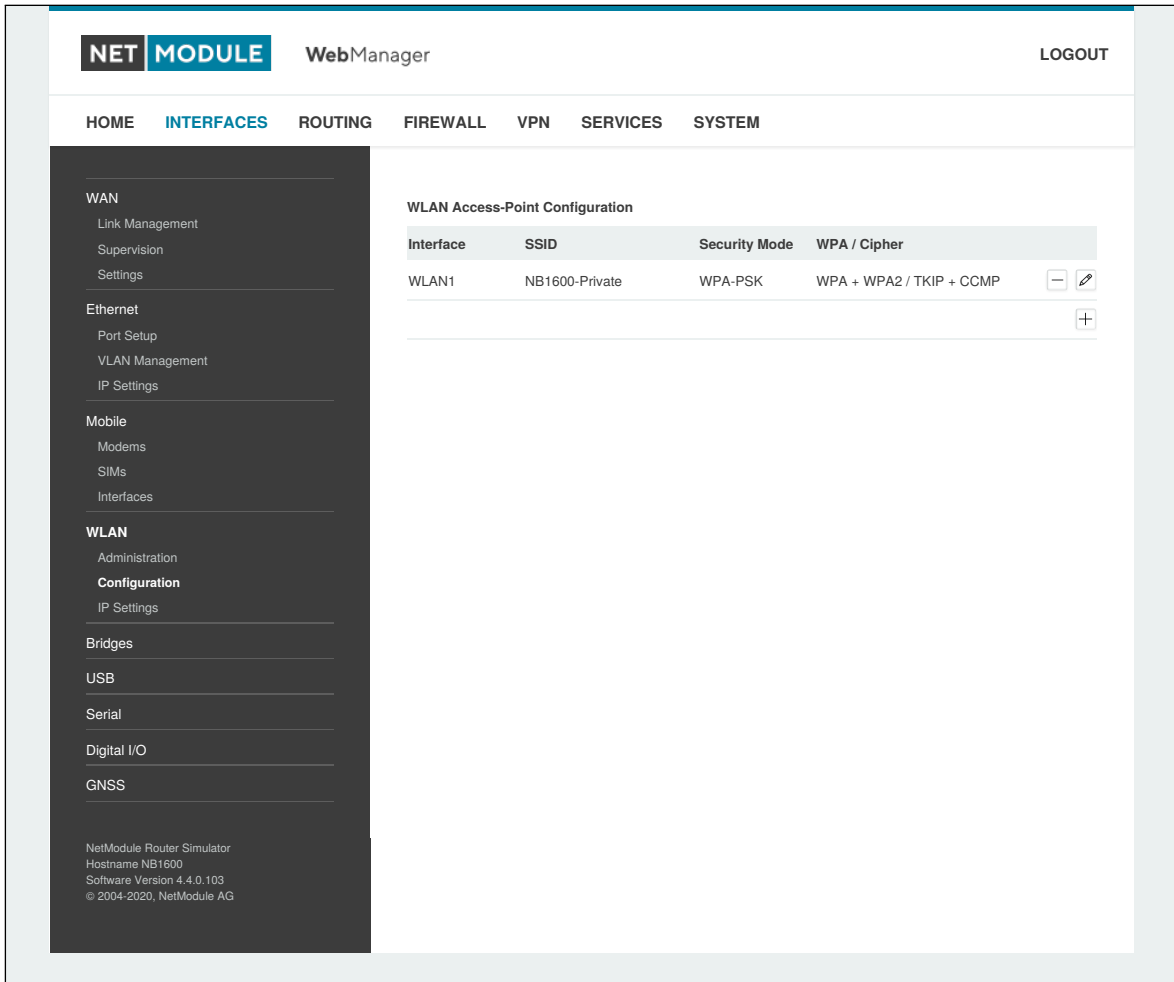 NET MODULE WebManager LOGOUT
HOME INTERFACES ROUTING FIREWALL VPN SERVICES SYSTEM
WAN
Link Management
Supervision
Settings
Ethernet
Port Setup
VLAN Management
IP Settings
Mobile
Modems
SIMs
Interfaces
WLAN
Administration
Configuration
IP Settings
Bridges
USB
Serial
Digital I/O
GNSS
NetModule Router Simulator
Hostname NB1600
Software Version 4.4.0.103
© 2004-2020, NetModule AG
WLAN Access-Point Configuration
Interface SSID Security Mode WPA / Cipher
WLAN1 NB1600-Private WPA-PSK WPA + WPA2 / TKIP + CCMP